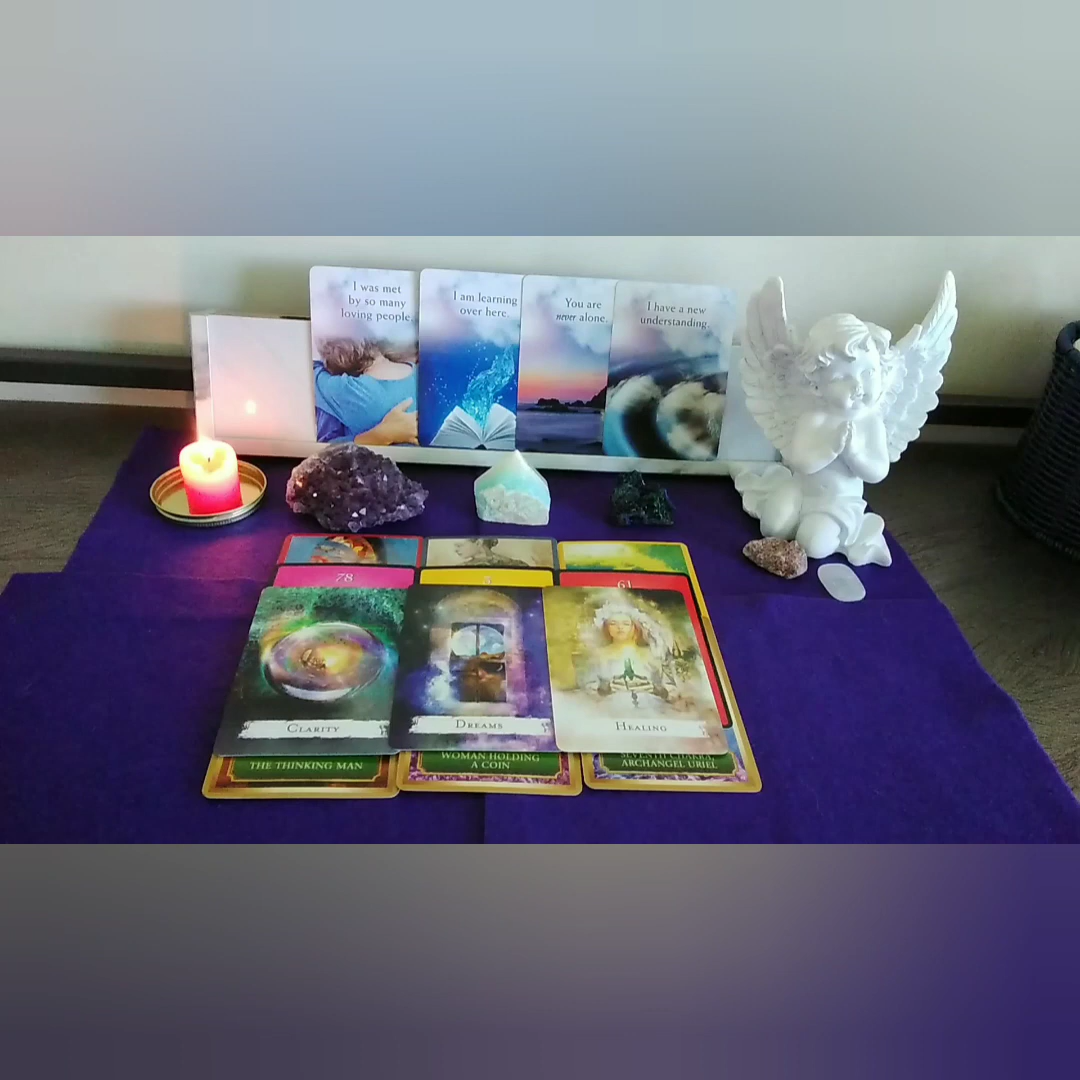 I was met
by so many
loving people.
I am learning
over here.
You are
never alone.
I have a new
understanding.
78
61
CLARITY
DREAMS
HEALING
THE THINKING MAN
WOMAN HOLDING
A COIN
ARCHANGEL URIEL